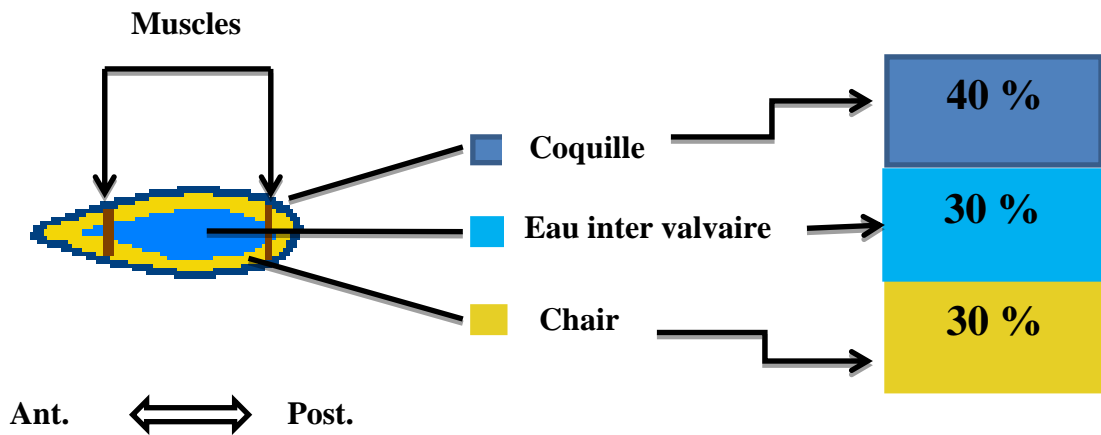 Muscles
40 %
Coquille
Eau inter valvaire
30 %
Chair
30 %
Ant.
Post.